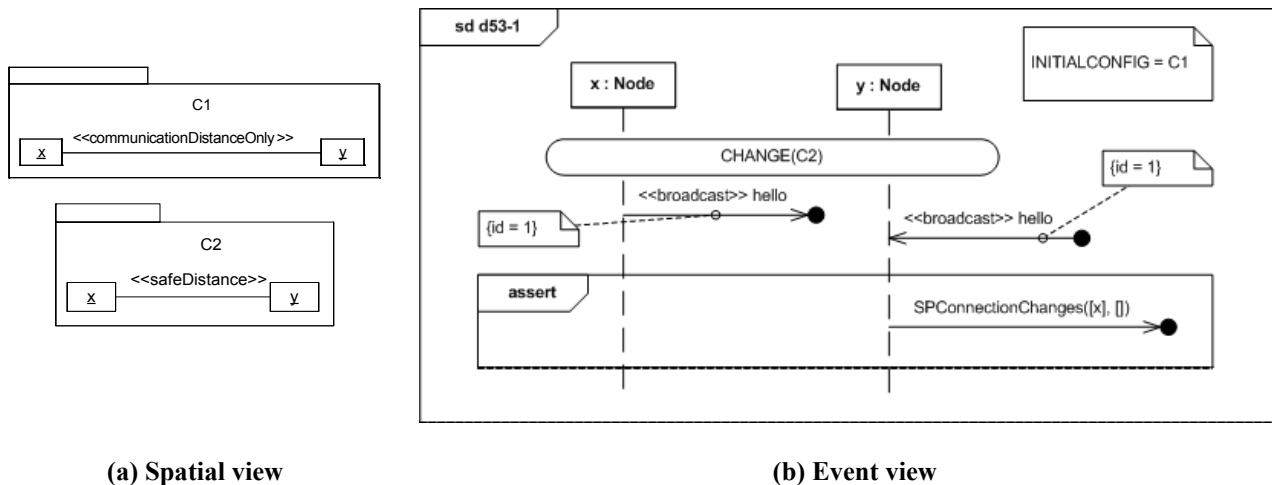 C1
<<communicationDistanceOnly>>
x
y
C2
<<safeDistance>>
x
y
(a) Spatial view
sd d53-1
INITIALCONFIG = C1
x : Node
y : Node
CHANGE(C2)
{id = 1}
<<broadcast>> hello
{id = 1}
<<broadcast>> hello
assert
SPConnectionChanges([x], [])
(b) Event view